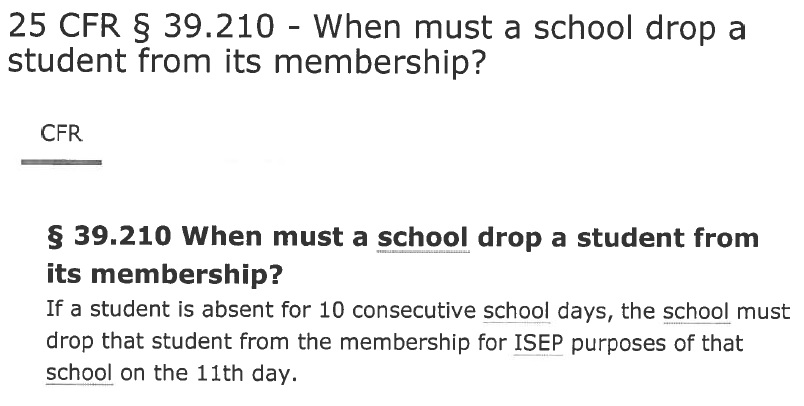 25 CFR § 39.210 - When must a school drop a
student from its membership?
CFR
§ 39.210 When must a school drop a student from
its membership?
If a student is absent for 10 consecutive school days, the school must
drop that student from the membership for ISEP purposes of that
school on the 11th day.